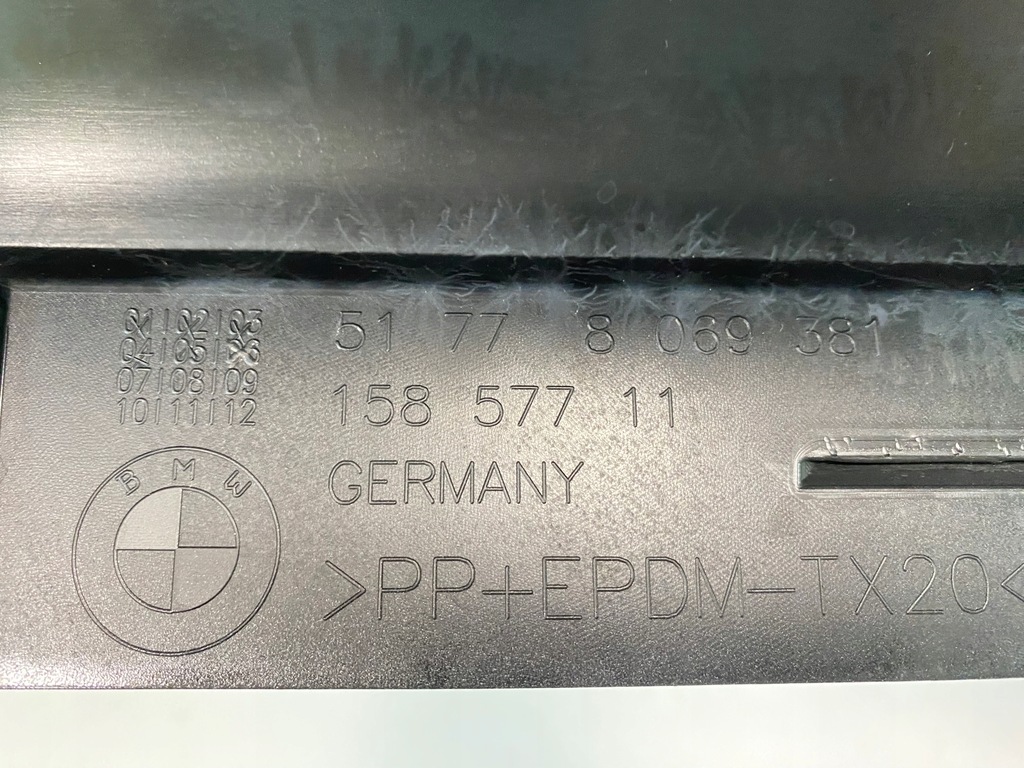 01|02|03
04|05|06
07|08|09
10|11|12
51 77 8 069 381
158 577 11
GERMANY
BMW
>PP+EPDM-TX20<